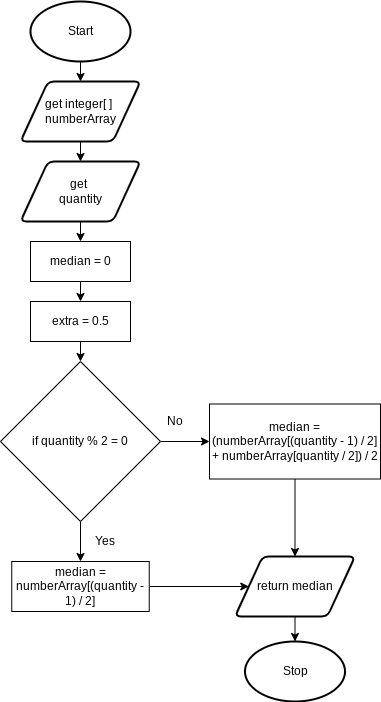 Start
get integer[ ]
numberArray
get
quantity
median = 0
extra = 0.5
if quantity % 2 = 0
No
median =
(numberArray[(quantity - 1) / 2]
+ numberArray[quantity / 2]) / 2
Yes
median =
numberArray[(quantity -
1) / 2]
return median
Stop